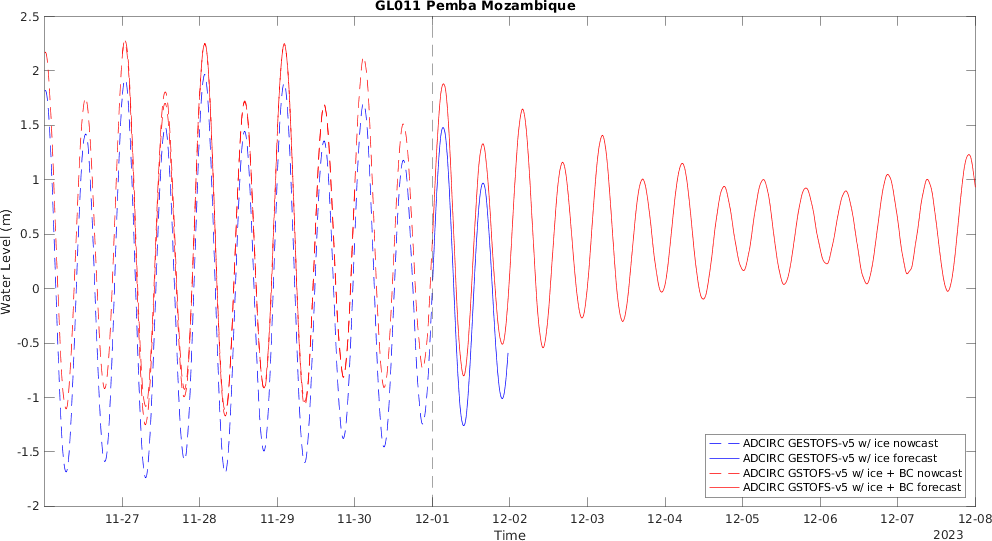 GL011 Pemba Mozambique
2.5
2
1.5
1
0.5
0
-0.5
-1
-1.5
-2
Water Level (m)
ADCIRC GESTOFS-v5 w/ ice nowcast
ADCIRC GESTOFS-v5 w/ ice forecast
ADCIRC GSTOFS-v5 w/ ice + BC nowcast
ADCIRC GSTOFS-v5 w/ ice + BC forecast
11-27 11-28 11-29 11-30 12-01 12-02 12-03 12-04 12-05 12-06 12-07 12-08
Time
2023